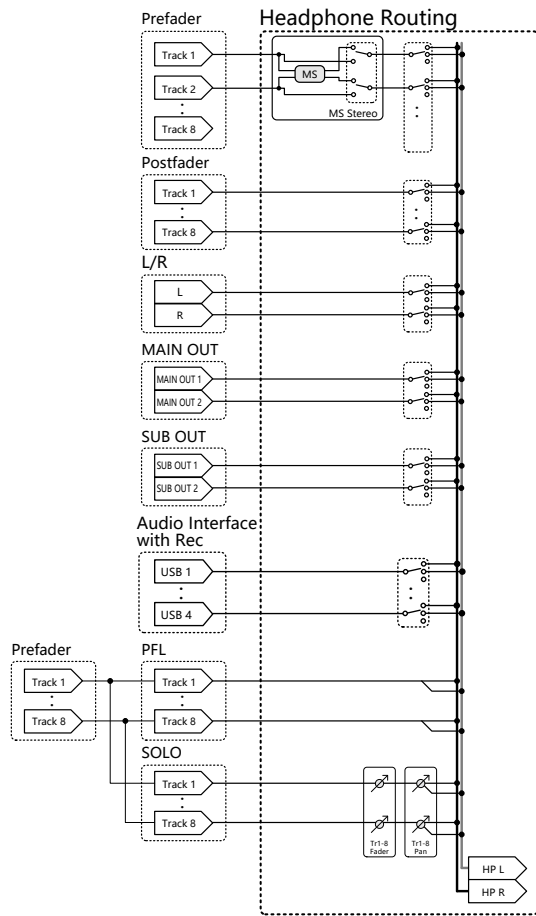 Prefader
Headphone Routing
Track 1
MS
Track 2
:
Track 8
MS Stereo
:
Postfader
Track 1
:
Track 8
:
L/R
L
R
MAIN OUT
MAIN OUT 1
MAIN OUT 2
SUB OUT
SUB OUT 1
SUB OUT 2
Audio Interface
with Rec
USB 1
:
USB 4
:
Prefader
Track 1
:
Track 8
PFL
Track 1
:
Track 8
SOLO
Track 1
:
Track 8
Tr1-8
Fader
Tr1-8
Pan
HP L
HP R